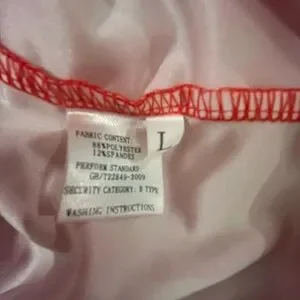 FABRIC CONTENT:
88%POLYESTER
12%SPANDEX
PERFORM STANDARD:
GB/T22849-2009
SECURITY CATEGORY: B TYPE
WASHING INSTRUCTIONS
L